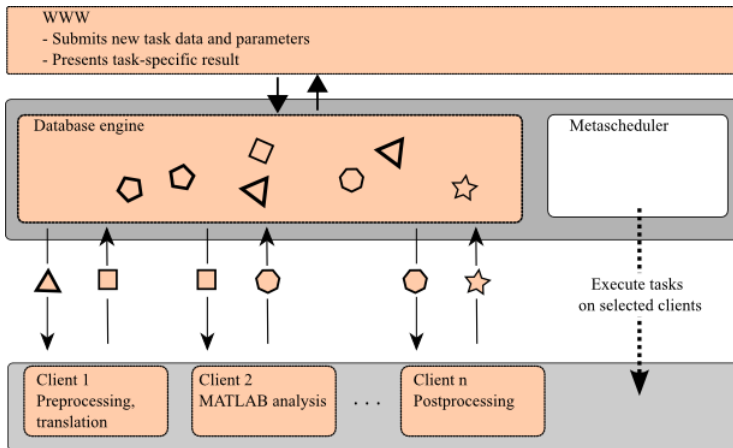 WWW
- Submits new task data and parameters
- Presents task-specific result
Database engine
Metascheduler
Execute tasks
on selected clients
Client 1
Preprocessing,
translation
Client 2
MATLAB analysis
. . .
Client n
Postprocessing